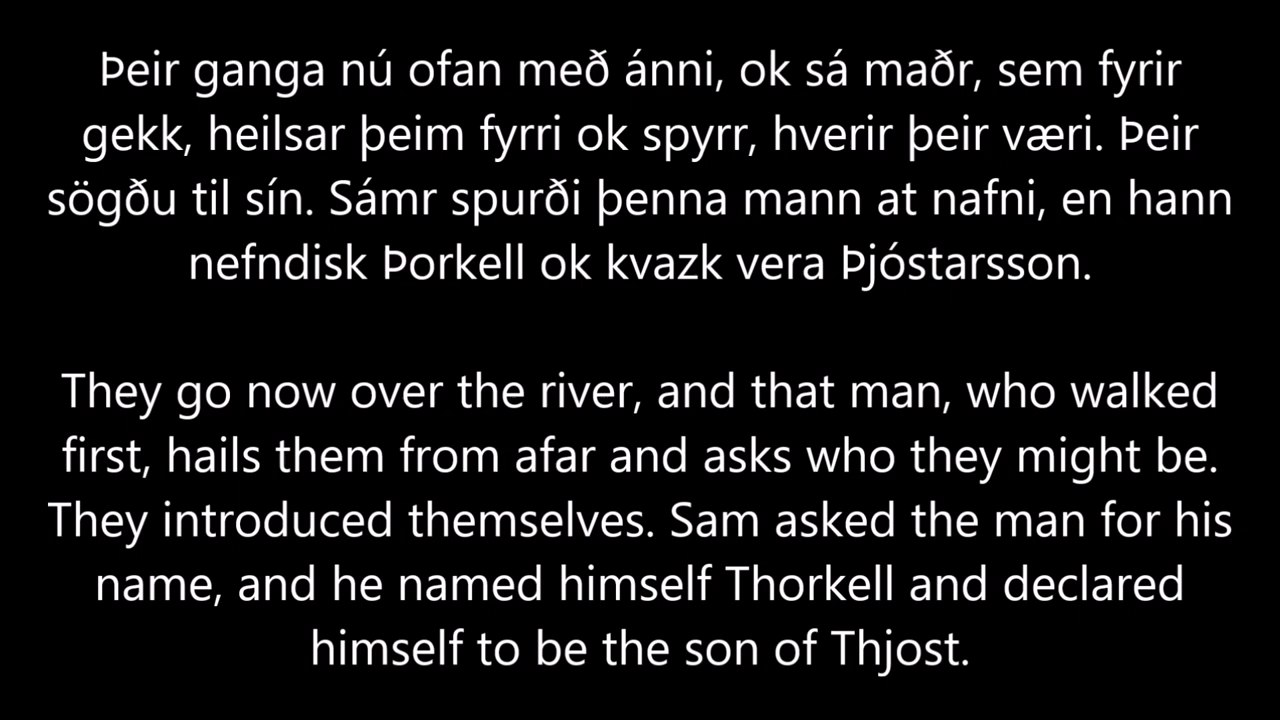 Þeir ganga nú ofan með ánni, ok sá maðr, sem fyrir
gekk, heilsar þeim fyrri ok spyrr, hverir þeir væri. Þeir
sögðu til sín. Sámr spurði þenna mann at nafni, en hann
nefndisk Þorkell ok kvazk vera Þjóstarsson.
They go now over the river, and that man, who walked
first, hails them from afar and asks who they might be.
They introduced themselves. Sam asked the man for his
name, and he named himself Thorkell and declared
himself to be the son of Thjost.